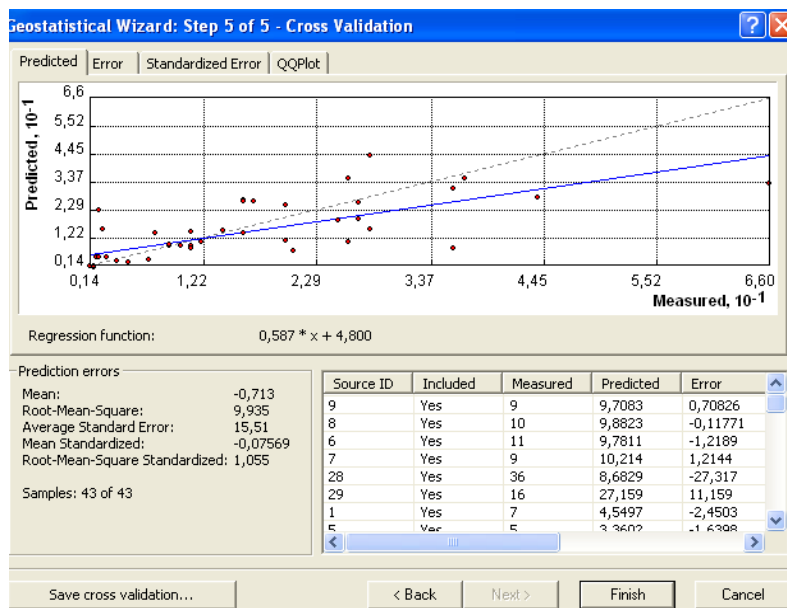 Geostatistical Wizard: Step 5 of 5 - Cross Validation
Predicted Error Standardized Error QQPlot
Predicted, 10-1
6,6
5,52
4,45
3,37
2,29
1,22
0,14
0,14 1,22 2,29 3,37 4,45 5,52 6,60
Measured, 10-1
Regression function: 0,587 * x + 4,800
Prediction errors
Mean: -0,713
Root-Mean-Square: 9,935
Average Standard Error: 15,51
Mean Standardized: -0,07569
Root-Mean-Square Standardized: 1,055
Samples: 43 of 43
Source ID Included Measured Predicted Error
9 Yes 9 9,7083 0,70826
8 Yes 10 9,8823 -0,11771
6 Yes 11 9,7811 -1,2189
7 Yes 9 10,214 1,2144
28 Yes 36 8,6829 -27,317
29 Yes 16 27,159 11,159
1 Yes 7 4,5497 -2,4503
5 Yes 5 3,3602 -1,6398
Save cross validation... < Back Next > Finish Cancel